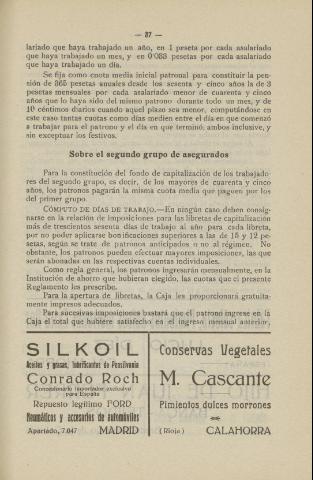 — 37 —
lariado que haya trabajado un año, en 1 peseta por cada asalariado
que haya trabajado un mes, y en 0'083 pesetas por cada asalariado
que haya trabajado un día.
Se fija como cuota media inicial patronal para constituir la pen-
sión de 365 pesetas anuales desde los sesenta y cinco años la de 3
pesetas mensuales por cada asalariado menor de cuarenta y cinco
años que lo haya sido del mismo patrono durante todo un mes, y de
10 céntimos diarios cuando aquel plazo sea menor, computándose en
este caso tantas cuotas como días medien entre el día en que comenzó
a trabajar para el patrono y el día en que terminó, ambos inclusive, y
sin exceptuar los festivos.
Sobre el segundo grupo de asegurados
Para la constitución del fondo de capitalización de los trabajado-
res del segundo grupo, es decir, de los mayores de cuarenta y cinco
años, los patronos pagarán la misma cuota media que paguen por los
del primer grupo.
CÓMPUTO DE DÍAS DE TRABAJO.—En ningún caso deben consig-
narse en la relación de imposiciones para las libretas de capitalización
más de trescientos sesenta días de trabajo al año para cada libreta,
por no poder aplicarse bonificaciones superiores a las de 15 y 12 pe-
setas, según se trate de patronos anticipados o no al régimen. No
obstante, los patronos pueden efectuar mayores imposiciones, las que
serán abonadas en las respectivas cuentas individuales.
Como regla general, los patronos ingresarán mensualmente, en la
Institución de ahorro que hubieran elegido, las cuotas que el presente
Reglamento les prescribe.
Para la apertura de libretas, la Caja les proporcionará gratuita-
mente impresos adecuados.
Para sucesivas imposiciones bastará que el patrono ingrese en la
Caja el total que hubiere satisfecho en el ingreso mensual anterior,
SILKOIL
Aceites y grasas, lubrificantes de Pensilvania
Conrado Roch
Concesionario importador exclusivo
para España
Repuesto legítimo FORD
Neumáticos y accesorios de automóviles
Apartado, 7.047 MADRID
Conservas Vegetales
M. Cascante
Pimientos dulces morrones
(Rioja) CALAHORRA